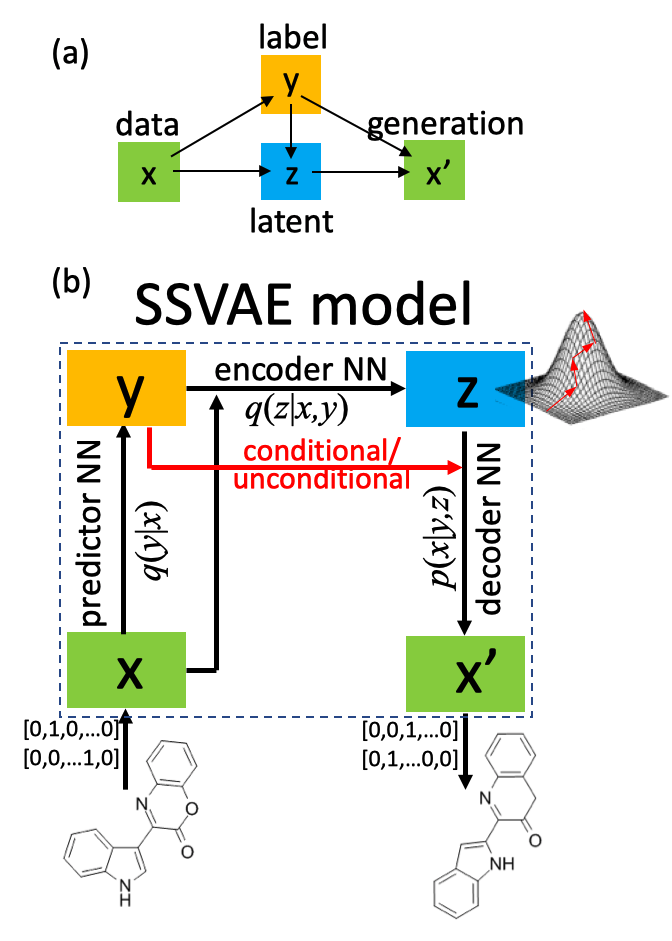 (a)
label
y
data
generation
x
z
x’
latent
(b)
SSVAE model
y
encoder NN
z
q(z|x,y)
conditional/
unconditional
predictor NN
q(y|x)
p(x|y,z)
decoder NN
x
x’
[0,1,0,...0]
[0,0,...1,0]
[0,0,1,...0]
[0,1,...0,0]
N
O
O
N
H
N
O
NH